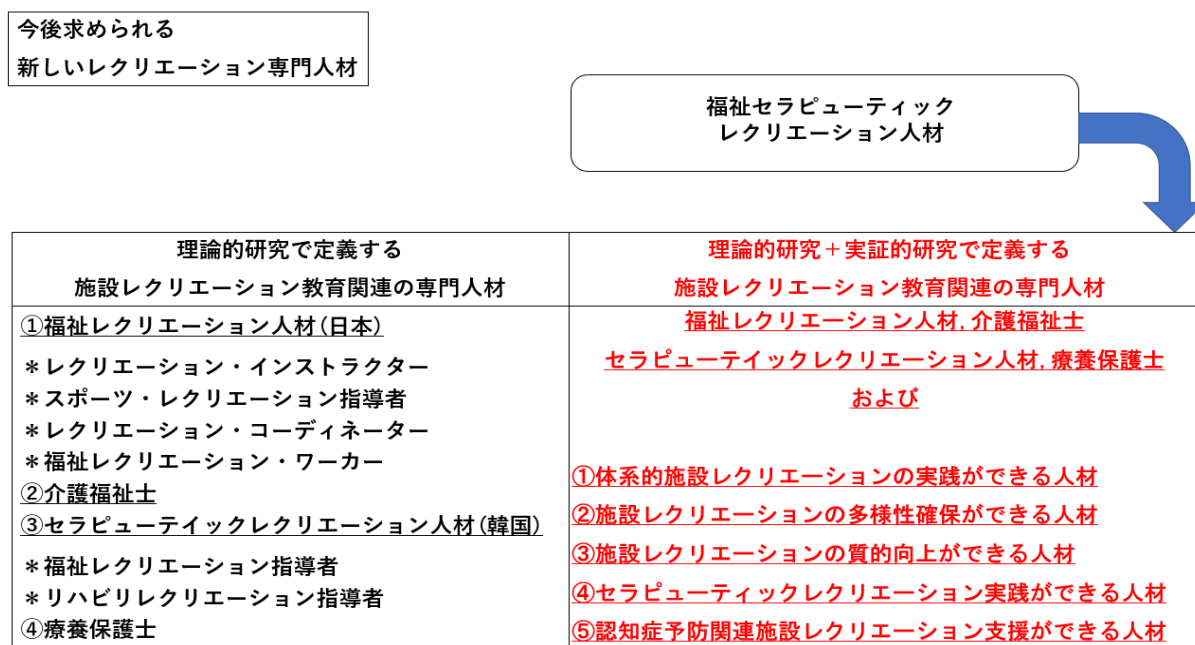 今後求められる
新しいレクリエーション専門人材
福祉セラピューティック
レクリエーション人材
理論的研究で定義する
施設レクリエーション教育関連の専門人材
①福祉レクリエーション人材(日本)
＊レクリエーション・インストラクター
＊スポーツ・レクリエーション指導者
＊レクリエーション・コーディネーター
＊福祉レクリエーション・ワーカー
②介護福祉士
③セラピューテイックレクリエーション人材(韓国)
＊福祉レクリエーション指導者
＊リハビリレクリエーション指導者
④療養保護士
理論的研究＋実証的研究で定義する
施設レクリエーション教育関連の専門人材
福祉レクリエーション人材, 介護福祉士
セラピューテイックレクリエーション人材, 療養保護士
および
①体系的施設レクリエーションの実践ができる人材
②施設レクリエーションの多様性確保ができる人材
③施設レクリエーションの質的向上ができる人材
④セラピューティックレクリエーション実践ができる人材
⑤認知症予防関連施設レクリエーション支援ができる人材